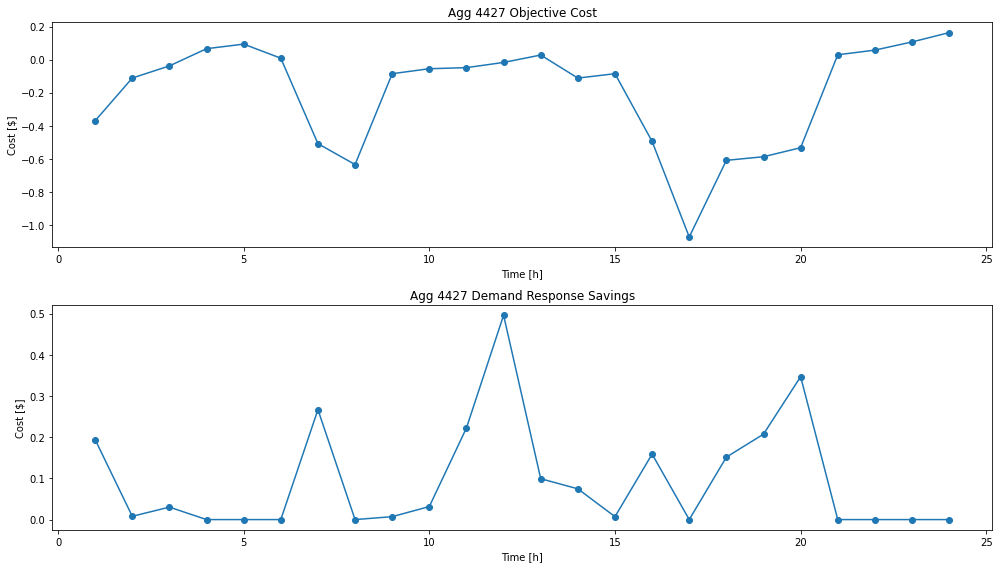 Agg 4427 Objective Cost
0.2
0.0
−0.2
−0.4
−0.6
−0.8
−1.0
Cost [$]
0 5 10 15 20 25
Time [h]
Agg 4427 Demand Response Savings
0.5
0.4
0.3
0.2
0.1
0.0
Cost [$]
0 5 10 15 20 25
Time [h]